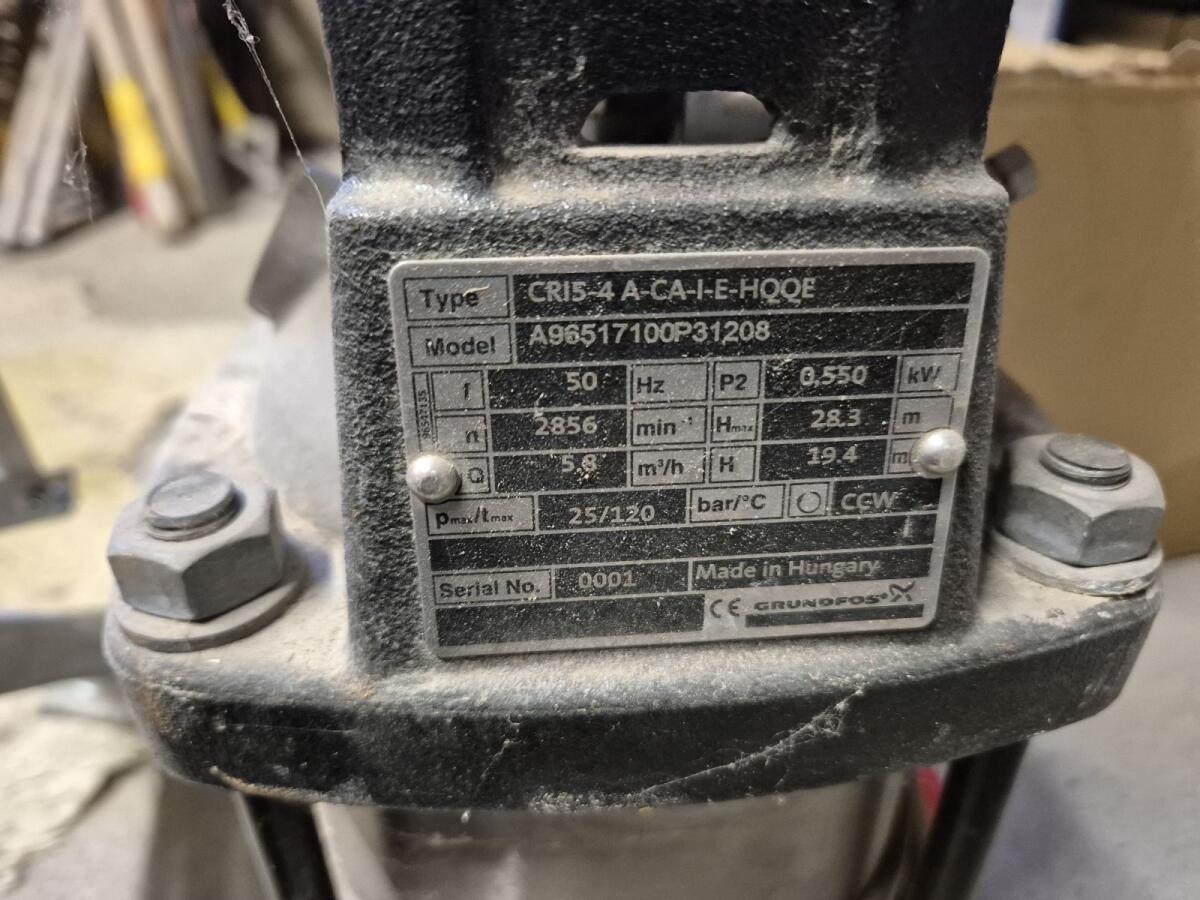 Type CRI5-4 A-CA-I-E-HQQE
Model A96517100P31208
f 50 Hz P2 0.550 kW
n 2856 min⁻¹ Hmax 28.3 m
Q 5.8 m³/h H 19.4 m
pmax/tmax 25/120 bar/°C CCW
Serial No. 0001 Made in Hungary
CE GRUNDFOS
96507135